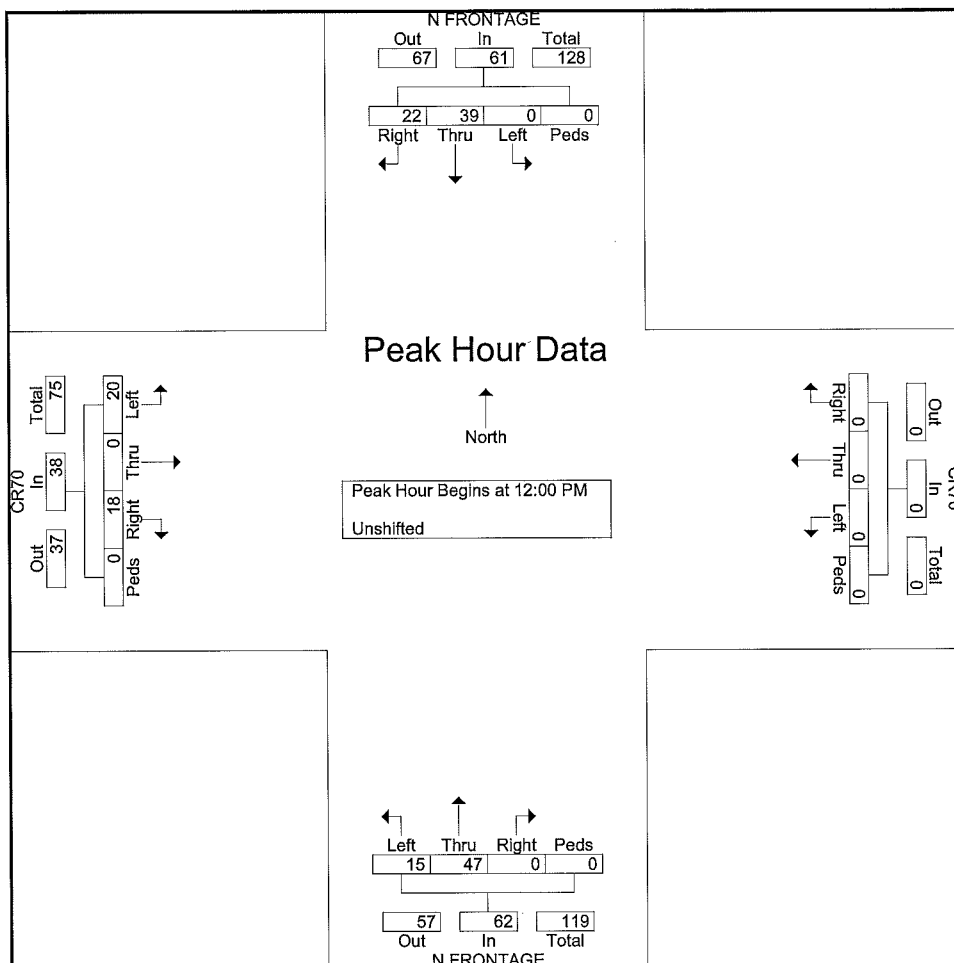 N FRONTAGE
Out In Total
67 61 128
22 39 0 0
Right Thru Left Peds
Peak Hour Data
North
Peak Hour Begins at 12:00 PM
Unshifted
CR70
Out In Total
37 38 75
Left Thru Right Peds
20 0 18 0
Right Thru Left Peds
0 0 0 0
Out In Total
0 0 0
CR70
Left Thru Right Peds
15 47 0 0
57 62 119
Out In Total
N FRONTAGE